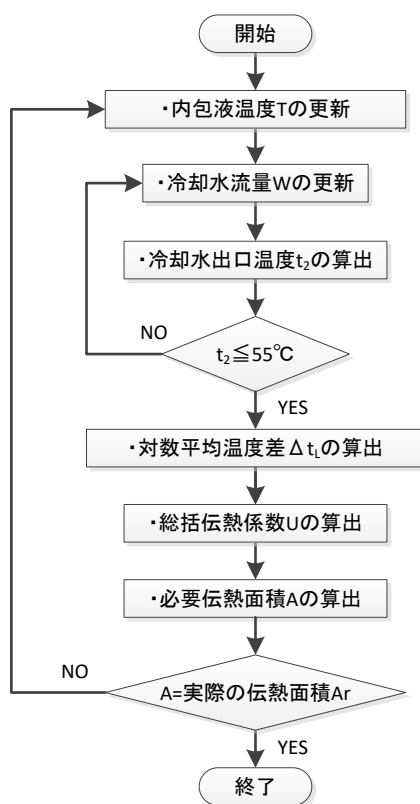 開始
・内包液温度Tの更新
・冷却水流量Wの更新
・冷却水出口温度t₂の算出
NO
t₂≦55℃
YES
・対数平均温度差Δt_Lの算出
・総括伝熱係数Uの算出
・必要伝熱面積Aの算出
NO
A=実際の伝熱面積Ar
YES
終了